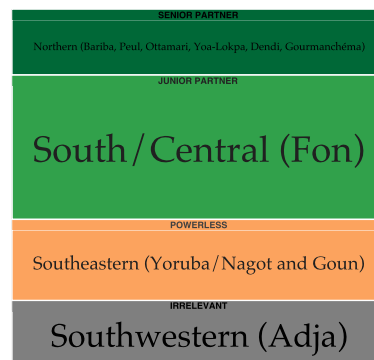 SENIOR PARTNER
Northern (Bariba, Peul, Ottamari, Yoa-Lokpa, Dendi, Gourmanchéma)
JUNIOR PARTNER
South/Central (Fon)
POWERLESS
Southeastern (Yoruba/Nagot and Goun)
IRRELEVANT
Southwestern (Adja)